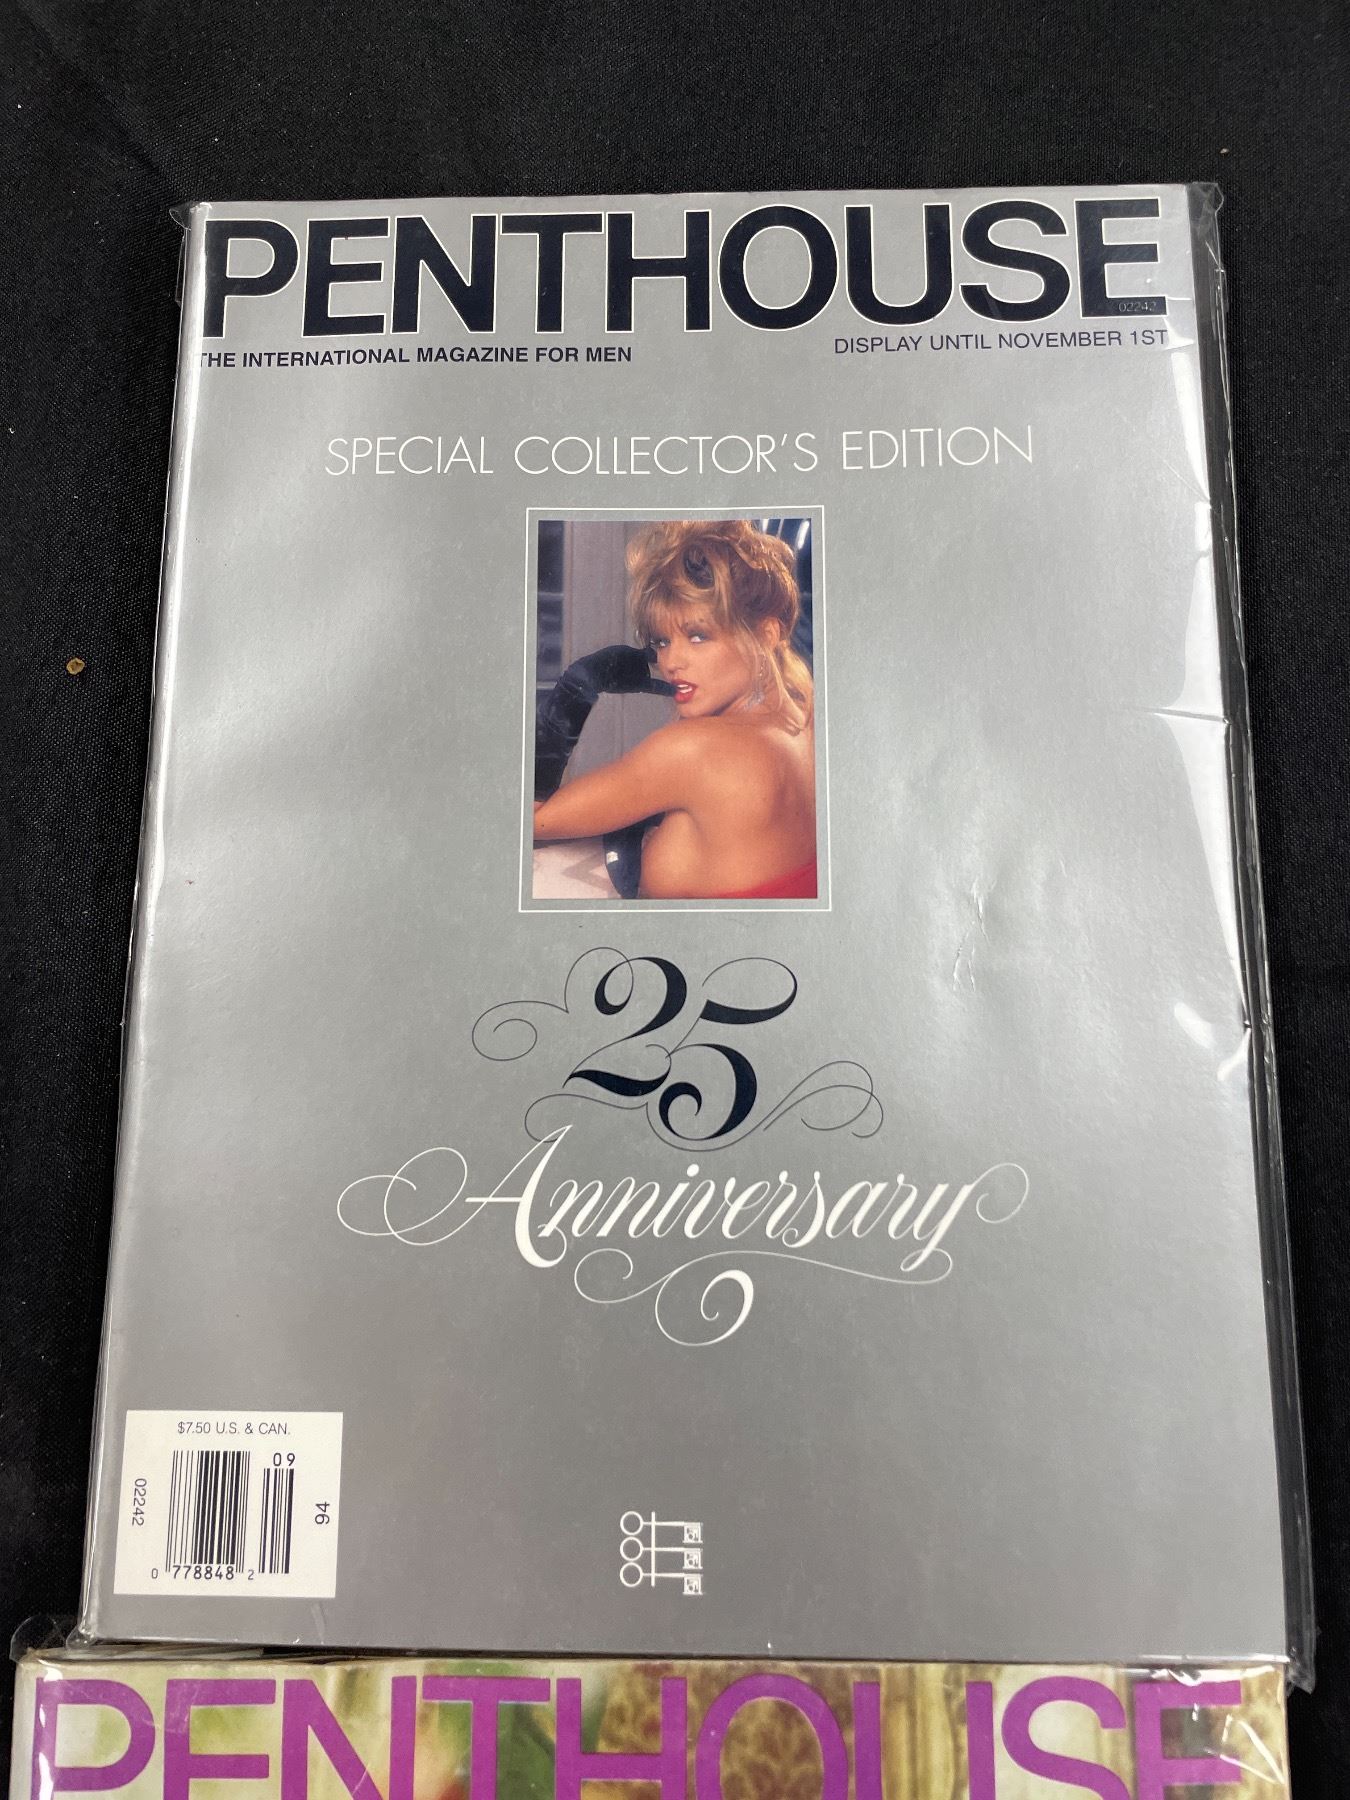 PENTHOUSE
02242
THE INTERNATIONAL MAGAZINE FOR MEN
DISPLAY UNTIL NOVEMBER 1ST
SPECIAL COLLECTOR'S EDITION
25
Anniversary
$7.50 U.S. & CAN.
09
02242
94
0 778848 2
PENTHOUSE